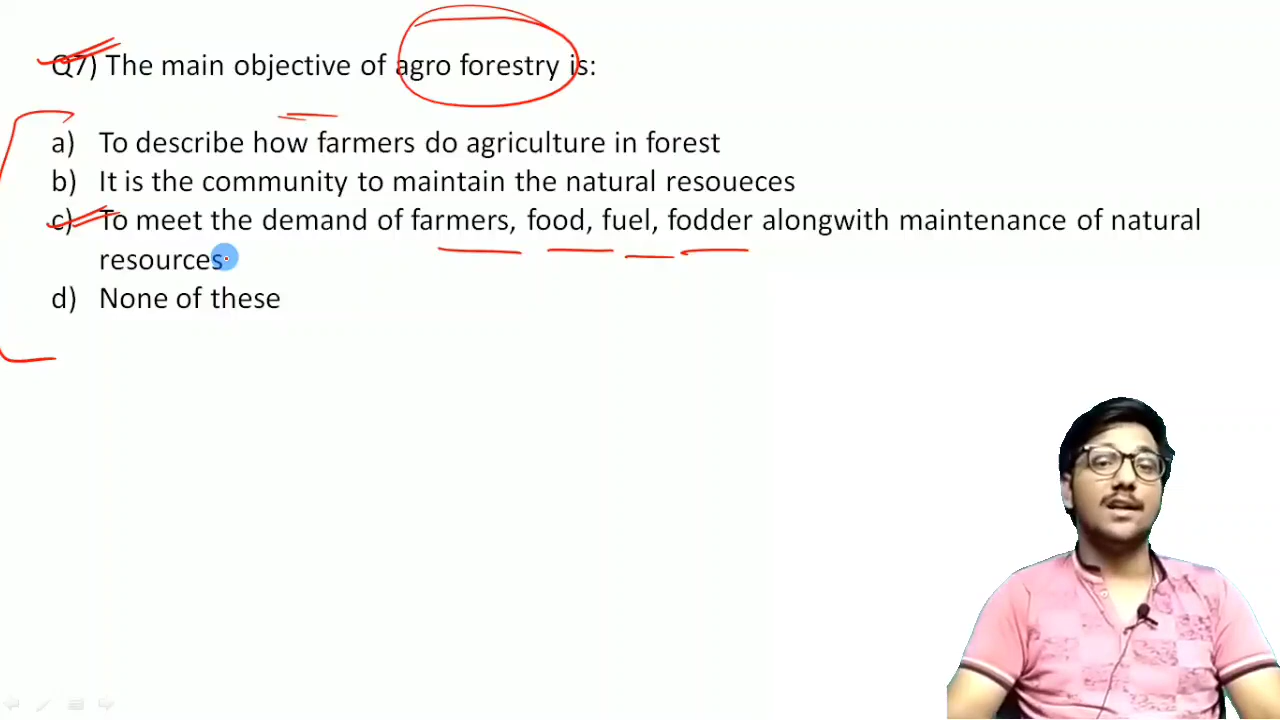 Q7) The main objective of agro forestry is:
a) To describe how farmers do agriculture in forest
b) It is the community to maintain the natural resoueces
c) To meet the demand of farmers, food, fuel, fodder alongwith maintenance of natural
resources
d) None of these